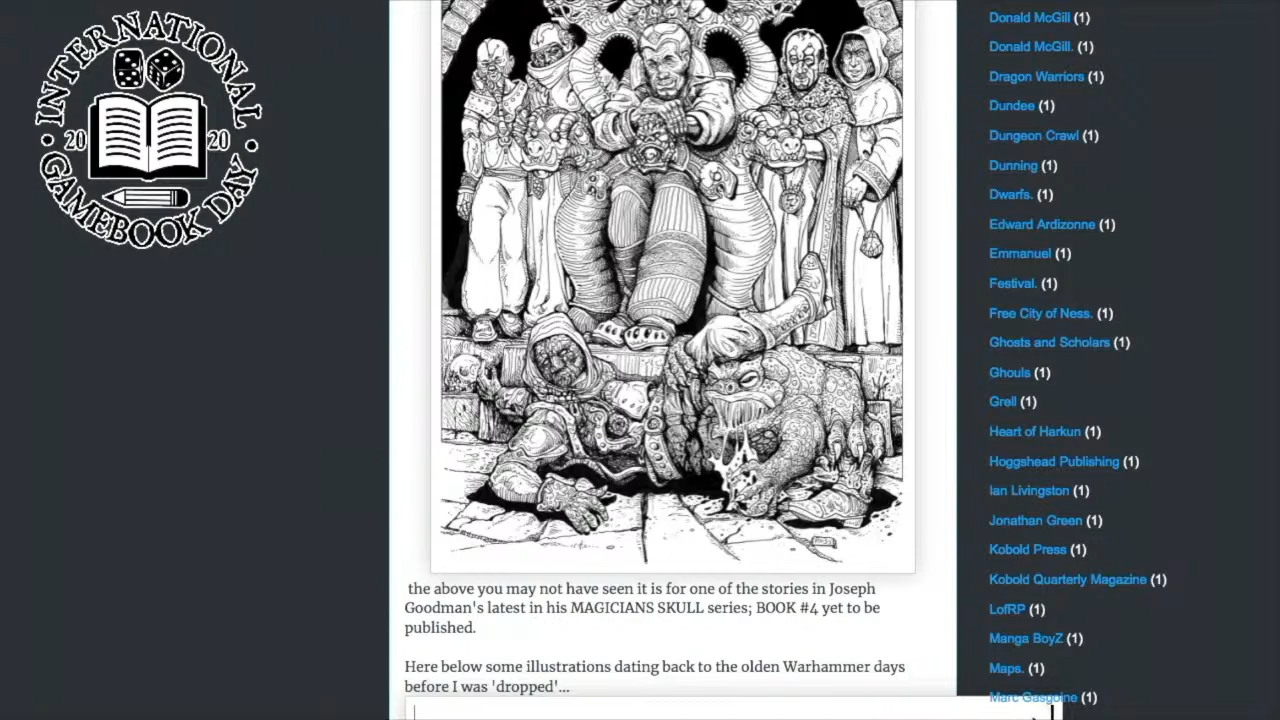 INTERNATIONAL
20 20
GAMEBOOK DAY
the above you may not have seen it is for one of the stories in Joseph
Goodman's latest in his MAGICIANS SKULL series; BOOK #4 yet to be
published.
Here below some illustrations dating back to the olden Warhammer days
before I was 'dropped'...
Donald McGill (1)
Donald McGill. (1)
Dragon Warriors (1)
Dundee (1)
Dungeon Crawl (1)
Dunning (1)
Dwarfs. (1)
Edward Ardizonne (1)
Emmanuel (1)
Festival. (1)
Free City of Ness. (1)
Ghosts and Scholars (1)
Ghouls (1)
Grell (1)
Heart of Harkun (1)
Hoggshead Publishing (1)
Ian Livingston (1)
Jonathan Green (1)
Kobold Press (1)
Kobold Quarterly Magazine (1)
LofRP (1)
Manga BoyZ (1)
Maps. (1)
Marc Gasgoine (1)